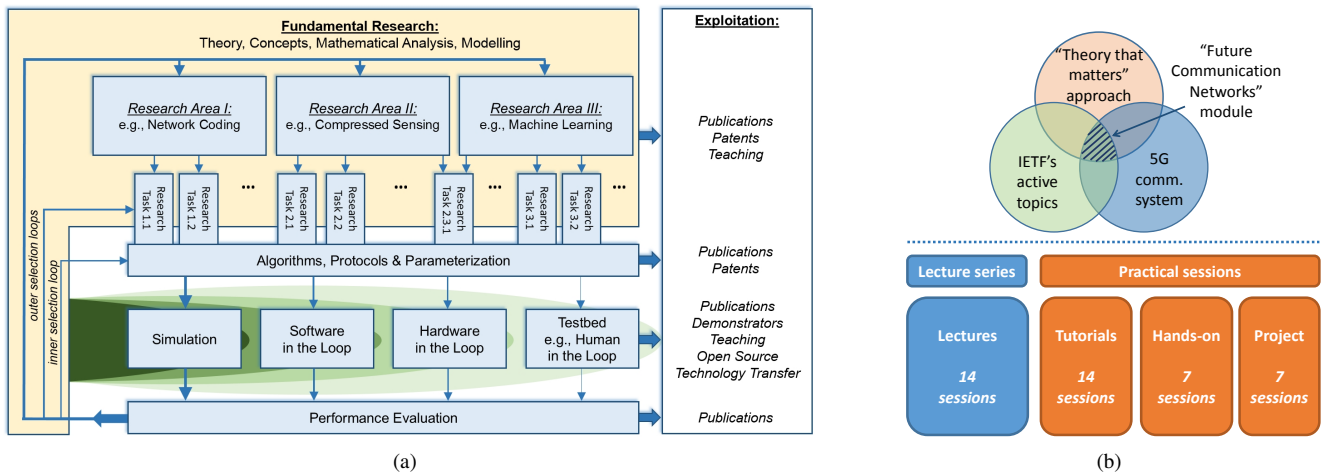 Fundamental Research:
Theory, Concepts, Mathematical Analysis, Modelling
Research Area I:
e.g., Network Coding
Research Area II:
e.g., Compressed Sensing
Research Area III:
e.g., Machine Learning
Research
Task 1.1
Research
Task 1.2
...
Research
Task 2.1
Research
Task 2.2
...
Research
Task 2.3.1
...
Research
Task 3.1
Research
Task 3.2
...
outer selection loops
inner selection loop
Algorithms, Protocols & Parameterization
Simulation
Software
in the Loop
Hardware
in the Loop
Testbed
e.g., Human
in the Loop
Performance Evaluation
Exploitation:
Publications
Patents
Teaching
Publications
Patents
Publications
Demonstrators
Teaching
Open Source
Technology Transfer
Publications
(a)
“Theory that
matters”
approach
“Future
Communication
Networks”
module
IETF’s
active
topics
5G
comm.
system
Lecture series
Practical sessions
Lectures
14
sessions
Tutorials
14
sessions
Hands-on
7
sessions
Project
7
sessions
(b)